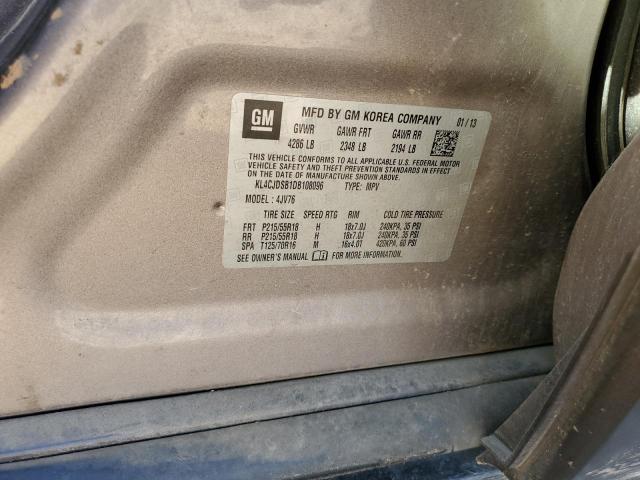 GM
MFD BY GM KOREA COMPANY 01/13
GVWR GAWR FRT GAWR RR
4286 LB 2348 LB 2194 LB
THIS VEHICLE CONFORMS TO ALL APPLICABLE U.S. FEDERAL MOTOR
VEHICLE SAFETY AND THEFT PREVENTION STANDARDS IN EFFECT
ON THE DATE OF MANUFACTURE SHOWN ABOVE.
KL4CJDSB1DB108096 TYPE: MPV
MODEL: 4JV76
TIRE SIZE SPEED RTG RIM COLD TIRE PRESSURE
FRT P215/55R18 H 18x7.0J 240KPA, 35 PSI
RR P215/55R18 H 18x7.0J 240KPA, 35 PSI
SPA T125/70R16 M 16x4.0T 420KPA, 60 PSI
SEE OWNER'S MANUAL FOR MORE INFORMATION.